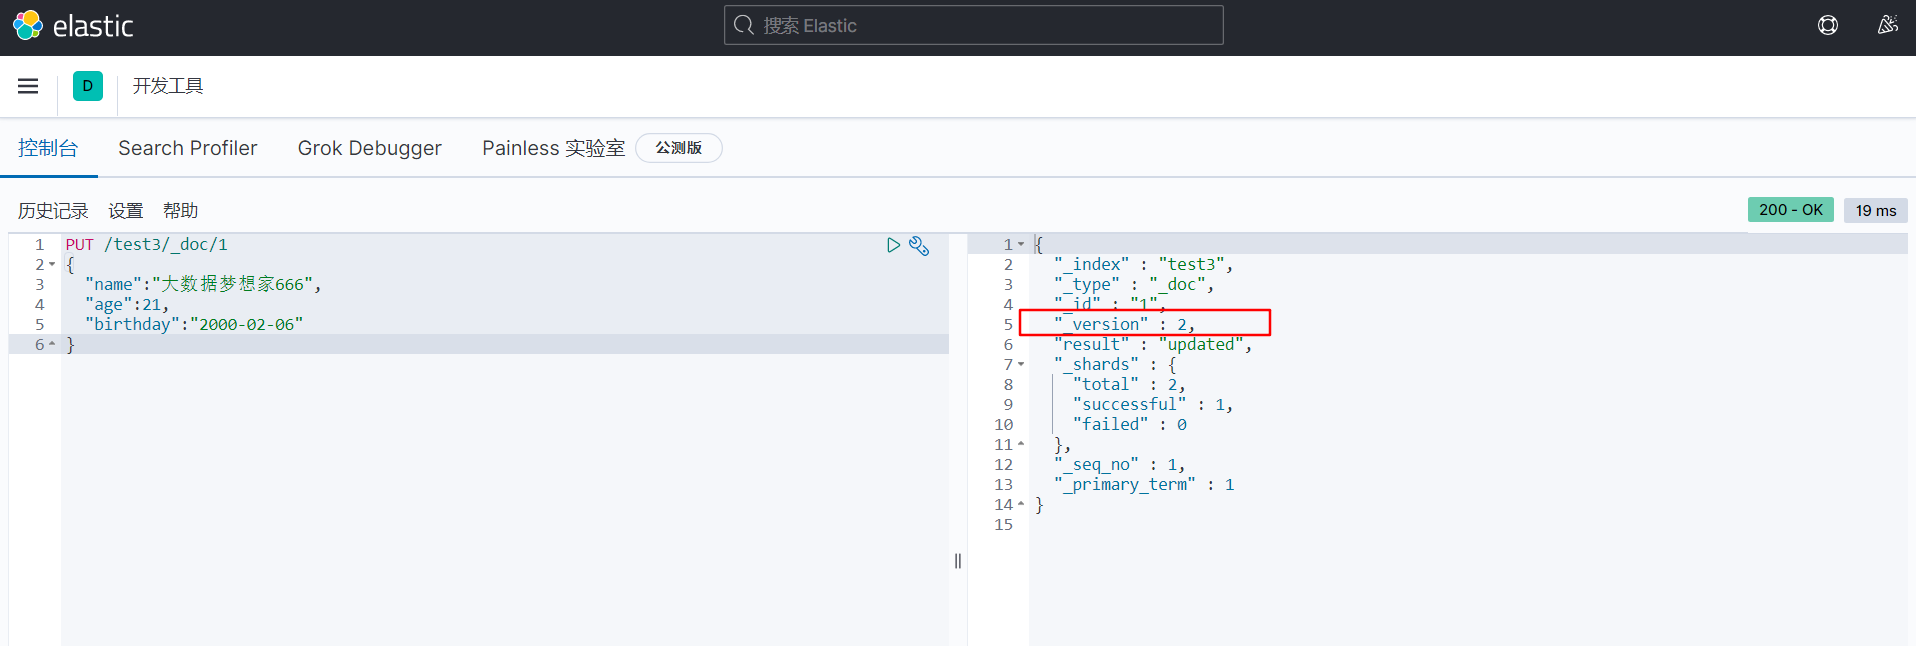 elastic
搜索 Elastic
D
开发工具
控制台 Search Profiler Grok Debugger Painless 实验室 公测版
历史记录 设置 帮助
200 - OK 19 ms
1 PUT /test3/_doc/1
2 {
3 "name":"大数据梦想家666",
4 "age":21,
5 "birthday":"2000-02-06"
6 }
1 {
2 "_index" : "test3",
3 "_type" : "_doc",
4 "_id" : "1",
5 "_version" : 2,
6 "result" : "updated",
7 "_shards" : {
8 "total" : 2,
9 "successful" : 1,
10 "failed" : 0
11 },
12 "_seq_no" : 1,
13 "_primary_term" : 1
14 }
15